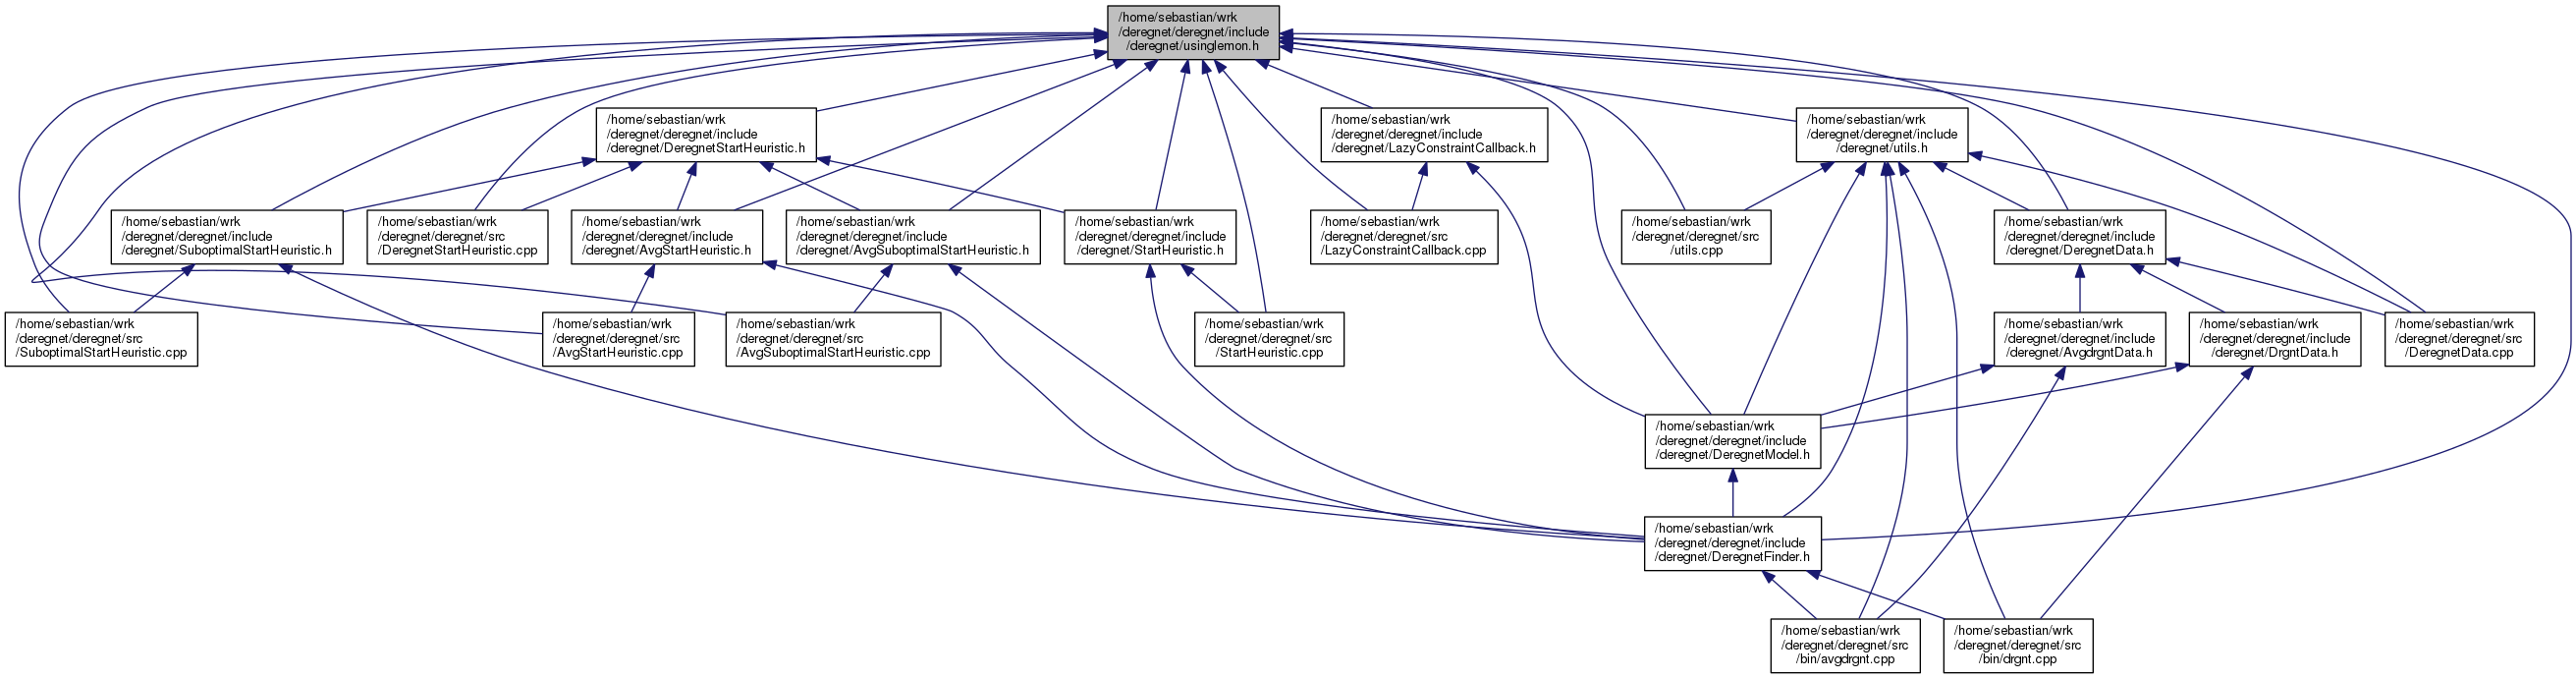 /home/sebastian/wrk
/deregnet/deregnet/include
/deregnet/usinglemon.h
/home/sebastian/wrk
/deregnet/deregnet/include
/deregnet/DeregnetStartHeuristic.h
/home/sebastian/wrk
/deregnet/deregnet/include
/deregnet/LazyConstraintCallback.h
/home/sebastian/wrk
/deregnet/deregnet/include
/deregnet/utils.h
/home/sebastian/wrk
/deregnet/deregnet/include
/deregnet/SuboptimalStartHeuristic.h
/home/sebastian/wrk
/deregnet/deregnet/src
/DeregnetStartHeuristic.cpp
/home/sebastian/wrk
/deregnet/deregnet/include
/deregnet/AvgStartHeuristic.h
/home/sebastian/wrk
/deregnet/deregnet/include
/deregnet/AvgSuboptimalStartHeuristic.h
/home/sebastian/wrk
/deregnet/deregnet/include
/deregnet/StartHeuristic.h
/home/sebastian/wrk
/deregnet/deregnet/src
/LazyConstraintCallback.cpp
/home/sebastian/wrk
/deregnet/deregnet/src
/utils.cpp
/home/sebastian/wrk
/deregnet/deregnet/include
/deregnet/DeregnetData.h
/home/sebastian/wrk
/deregnet/deregnet/src
/SuboptimalStartHeuristic.cpp
/home/sebastian/wrk
/deregnet/deregnet/src
/AvgStartHeuristic.cpp
/home/sebastian/wrk
/deregnet/deregnet/src
/AvgSuboptimalStartHeuristic.cpp
/home/sebastian/wrk
/deregnet/deregnet/src
/StartHeuristic.cpp
/home/sebastian/wrk
/deregnet/deregnet/include
/deregnet/AvgdrgntData.h
/home/sebastian/wrk
/deregnet/deregnet/include
/deregnet/DrgntData.h
/home/sebastian/wrk
/deregnet/deregnet/src
/DeregnetData.cpp
/home/sebastian/wrk
/deregnet/deregnet/include
/deregnet/DeregnetModel.h
/home/sebastian/wrk
/deregnet/deregnet/include
/deregnet/DeregnetFinder.h
/home/sebastian/wrk
/deregnet/deregnet/src
/bin/avgdrgnt.cpp
/home/sebastian/wrk
/deregnet/deregnet/src
/bin/drgnt.cpp